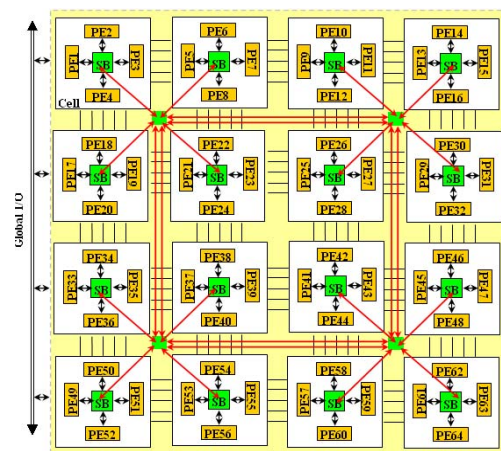 Global I/O
Cell
PE2
PE1
SB
PE3
PE4
PE6
PE5
SB
PE7
PE8
PE10
PE9
SB
PE11
PE12
PE14
PE13
SB
PE15
PE16
PE18
PE17
SB
PE19
PE20
PE22
PE21
SB
PE23
PE24
PE26
PE25
SB
PE27
PE28
PE30
PE29
SB
PE31
PE32
PE34
PE33
SB
PE35
PE36
PE38
PE37
SB
PE39
PE40
PE42
PE41
SB
PE43
PE44
PE46
PE45
SB
PE47
PE48
PE50
PE49
SB
PE51
PE52
PE54
PE53
SB
PE55
PE56
PE58
PE57
SB
PE60
PE62
PE61
SB
PE63
PE64